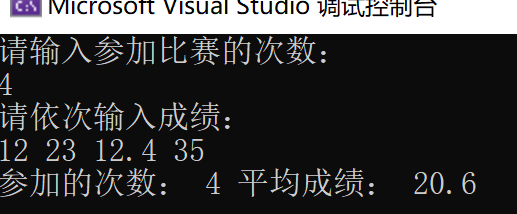 Microsoft Visual Studio 调试控制台
请输入参加比赛的次数:
4
请依次输入成绩:
12 23 12.4 35
参加的次数: 4 平均成绩: 20.6